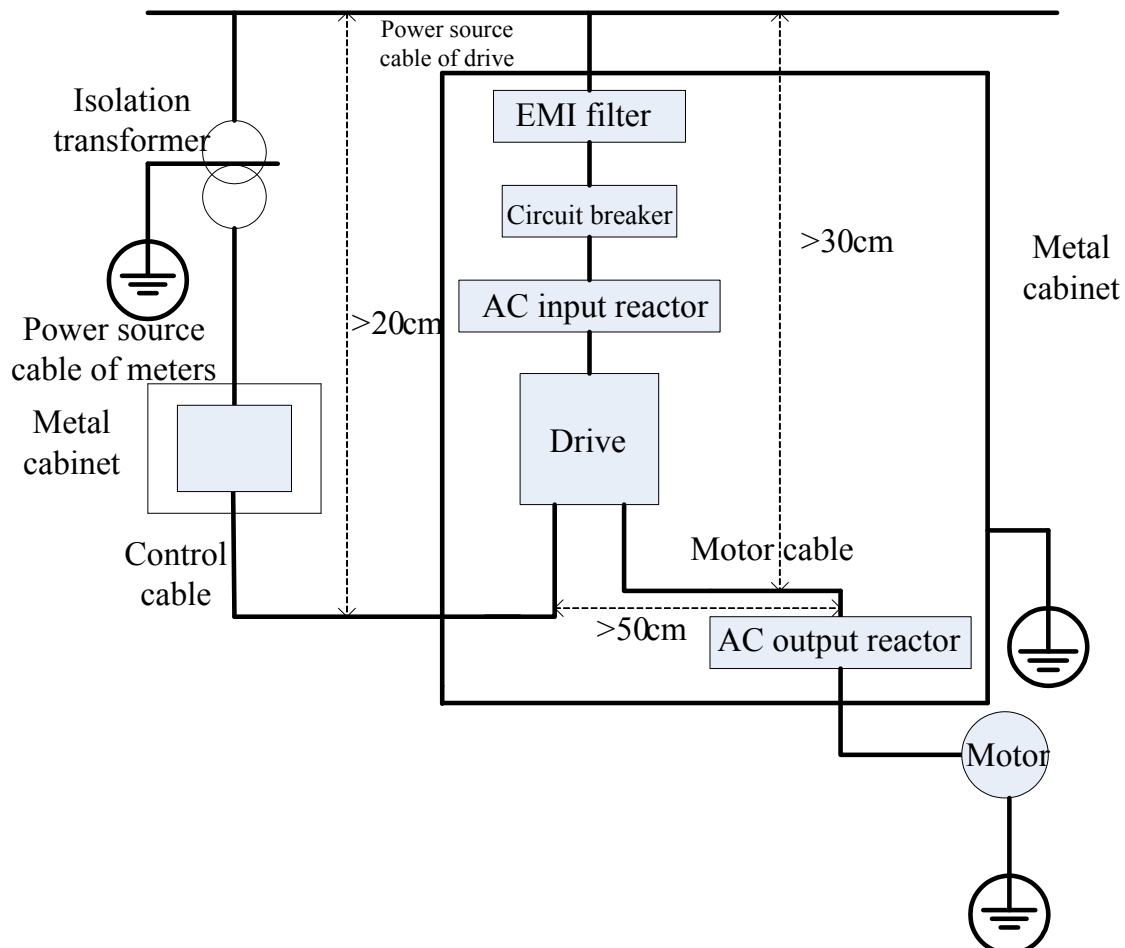 Power source
cable of drive
Isolation
transformer
EMI filter
Circuit breaker
>30cm
Metal
cabinet
AC input reactor
>20cm
Power source
cable of meters
Metal
cabinet
Drive
Control
cable
Motor cable
>50cm
AC output reactor
Motor